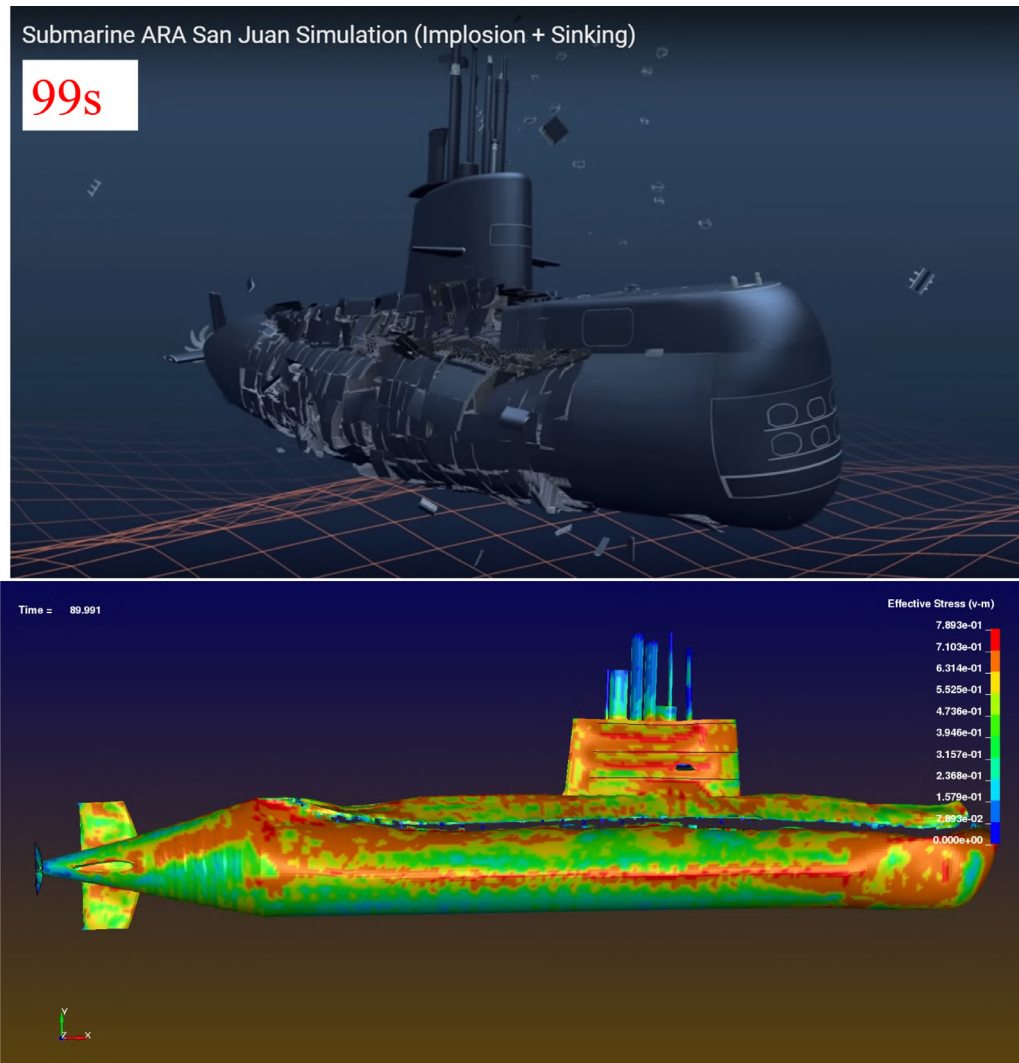 Submarine ARA San Juan Simulation (Implosion + Sinking)
99s
Time = 89.991
Effective Stress (v-m)
7.893e-01
7.103e-01
6.314e-01
5.525e-01
4.736e-01
3.946e-01
3.157e-01
2.368e-01
1.579e-01
7.893e-02
0.000e+00
Y
Z X